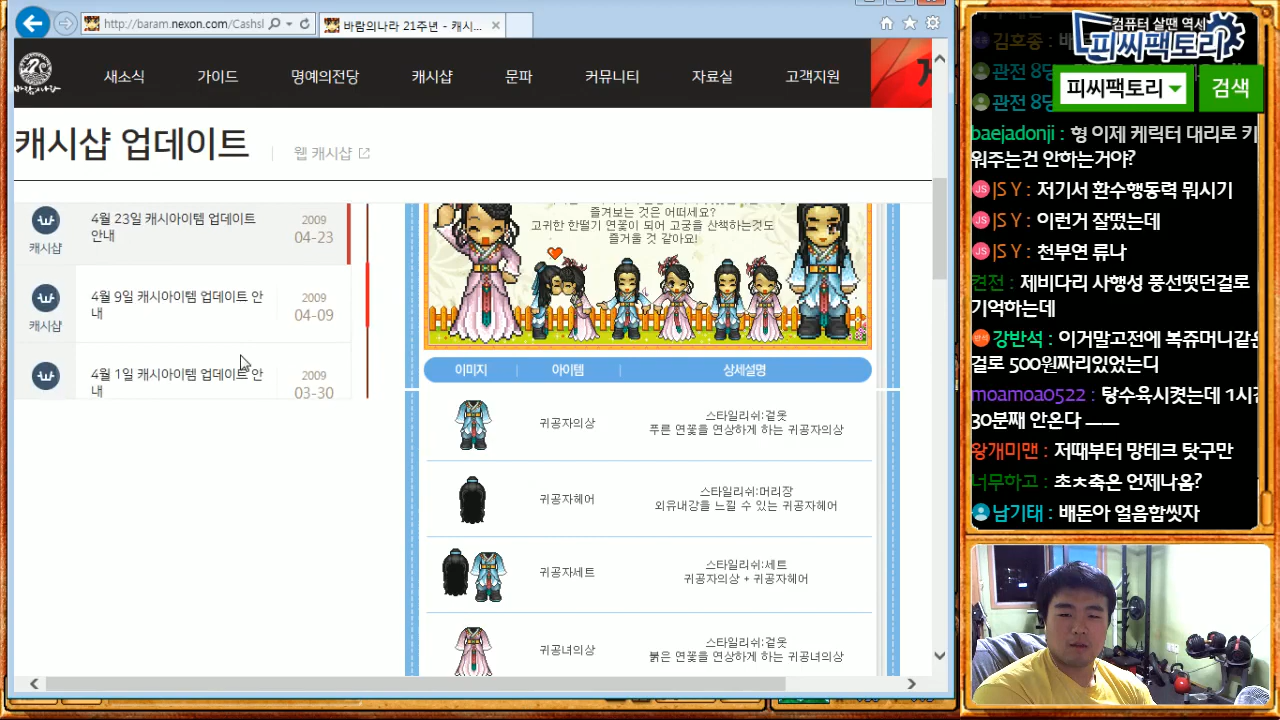 http://baram.nexon.com/Cashsl
바람의나라 21주년 - 캐시...
바람의나라
새소식
가이드
명예의전당
캐시샵
문파
커뮤니티
자료실
고객지원
캐시샵 업데이트
웹 캐시샵
캐시샵
4월 23일 캐시아이템 업데이트
안내
2009
04-23
캐시샵
4월 9일 캐시아이템 업데이트 안
내
2009
04-09
4월 1일 캐시아이템 업데이트 안
내
2009
03-30
즐겨보는 것은 어떠세요?
고귀한 한떨기 연꽃이 되어 고궁을 산책하는것도
즐거울 것 같아요!
이미지
아이템
상세설명
귀공자의상
스타일리쉬:겉옷
푸른 연꽃을 연상하게 하는 귀공자의상
귀공자헤어
스타일리쉬:머리장
외유내강을 느낄 수 있는 귀공자헤어
귀공자세트
스타일리쉬:세트
귀공자의상 + 귀공자헤어
귀공녀의상
스타일리쉬:겉옷
붉은 연꽃을 연상하게 하는 귀공녀의상
컴퓨터 살땐 역시
피씨팩토리
피씨팩토리
검색
김호종
관전 8당
관전 8당
baejadonji : 형 이제 케릭터 대리로 키
워주는건 안하는거야?
JS JS Y : 저기서 환수행동력 뭐시기
JS JS Y : 이런거 잘떴는데
JS JS Y : 천부연 류나
켠전 : 제비다리 사행성 풍선떳던걸로
기억하는데
강반석 : 이거말고전에 복쥬머니같은
걸로 500원짜리있었는디
moamoa0522 : 탕수육시켯는데 1시간
30분째 안온다 ㅡㅡ
왕개미맨 : 저때부터 망테크 탓구만
너무하고 : 초ㅊ축은 언제나옴?
남기태 : 배돈아 얼음함씻자